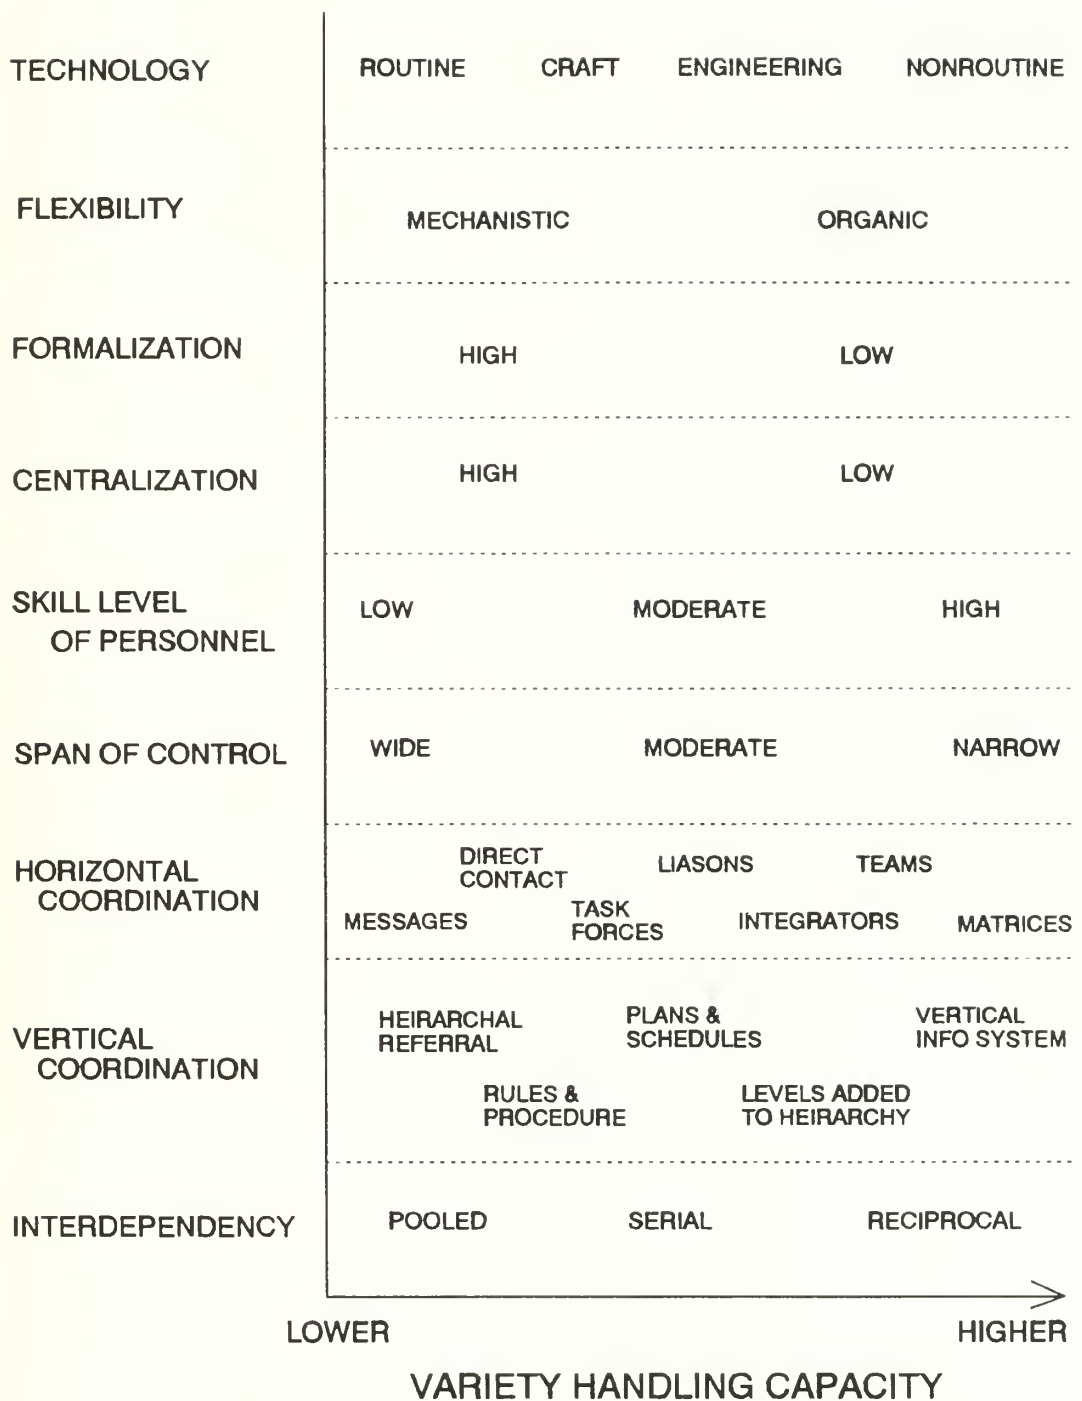 TECHNOLOGY ROUTINE CRAFT ENGINEERING NONROUTINE
FLEXIBILITY MECHANISTIC ORGANIC
FORMALIZATION HIGH LOW
CENTRALIZATION HIGH LOW
SKILL LEVEL
OF PERSONNEL LOW MODERATE HIGH
SPAN OF CONTROL WIDE MODERATE NARROW
HORIZONTAL
COORDINATION
DIRECT
CONTACT
LIASONS
TEAMS
MESSAGES
TASK
FORCES
INTEGRATORS
MATRICES
VERTICAL
COORDINATION
HEIRARCHAL
REFERRAL
PLANS &
SCHEDULES
VERTICAL
INFO SYSTEM
RULES &
PROCEDURE
LEVELS ADDED
TO HEIRARCHY
INTERDEPENDENCY POOLED SERIAL RECIPROCAL
LOWER HIGHER
VARIETY HANDLING CAPACITY